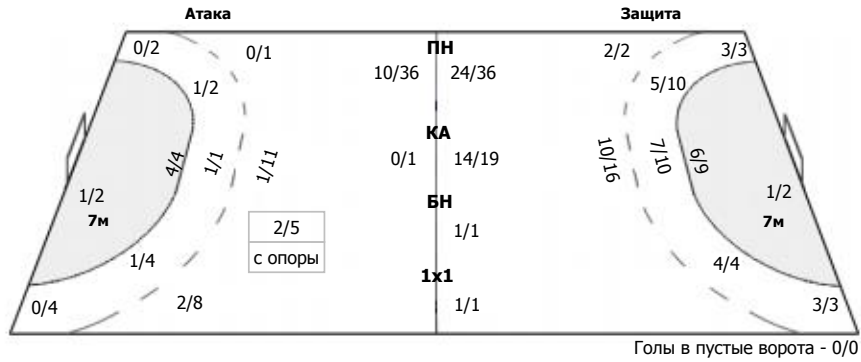 Атака Защита
0/2 0/1 ПН 2/2 3/3
1/2 10/36 24/36 5/10
КА
4/4 1/1 1/11 0/1 14/19 10/16 7/10 6/9
1/2 БН 1/2
7м 2/5 1/1 7м
1/4 с опоры 1х1 4/4
0/4 2/8 1/1 3/3
Голы в пустые ворота - 0/0